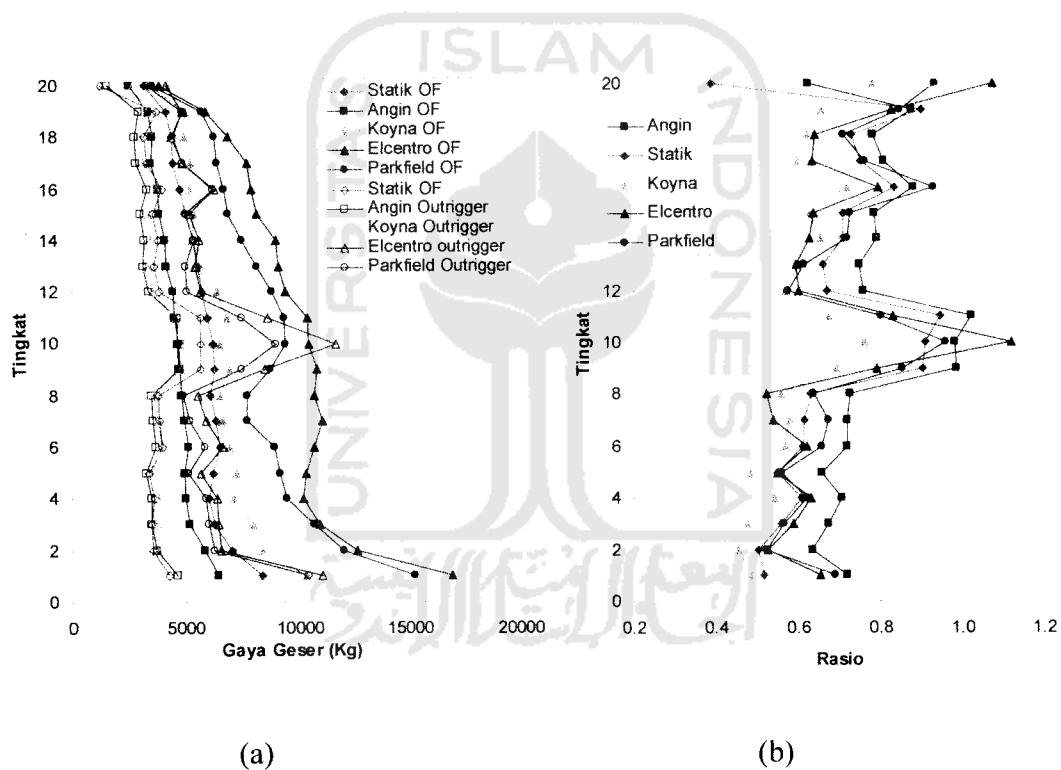 ISLAM
UNIVERSITAS
INDONESIA
Tingkat
20
18
16
14
12
10
8
6
4
2
0
0
5000
10000
15000
20000
Gaya Geser (Kg)
Statik OF
Angin OF
Koyna OF
Elcentro OF
Parkfield OF
Statik OF
Angin Outrigger
Koyna Outrigger
Elcentro outrigger
Parkfield Outrigger
(a)
Tingkat
20
18
16
14
12
10
8
6
4
2
0
0.2
0.4
0.6
0.8
1.0
1.2
Rasio
Angin
Statik
Koyna
Elcentro
Parkfield
(b)